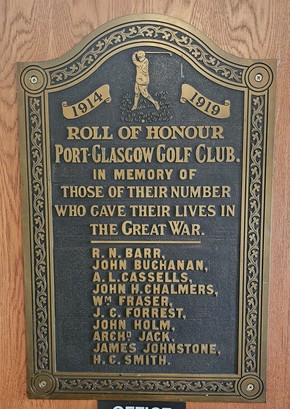 1914 1919
ROLL OF HONOUR
PORT-GLASGOW GOLF CLUB.
IN MEMORY OF
THOSE OF THEIR NUMBER
WHO GAVE THEIR LIVES IN
THE GREAT WAR.
R. N. BARR,
JOHN BUCHANAN,
A. L. CASSELLS,
JOHN H. CHALMERS,
WM FRASER,
J. C. FORREST,
JOHN HOLM,
ARCHD JACK,
JAMES JOHNSTONE,
H. C. SMITH.
OFFICE